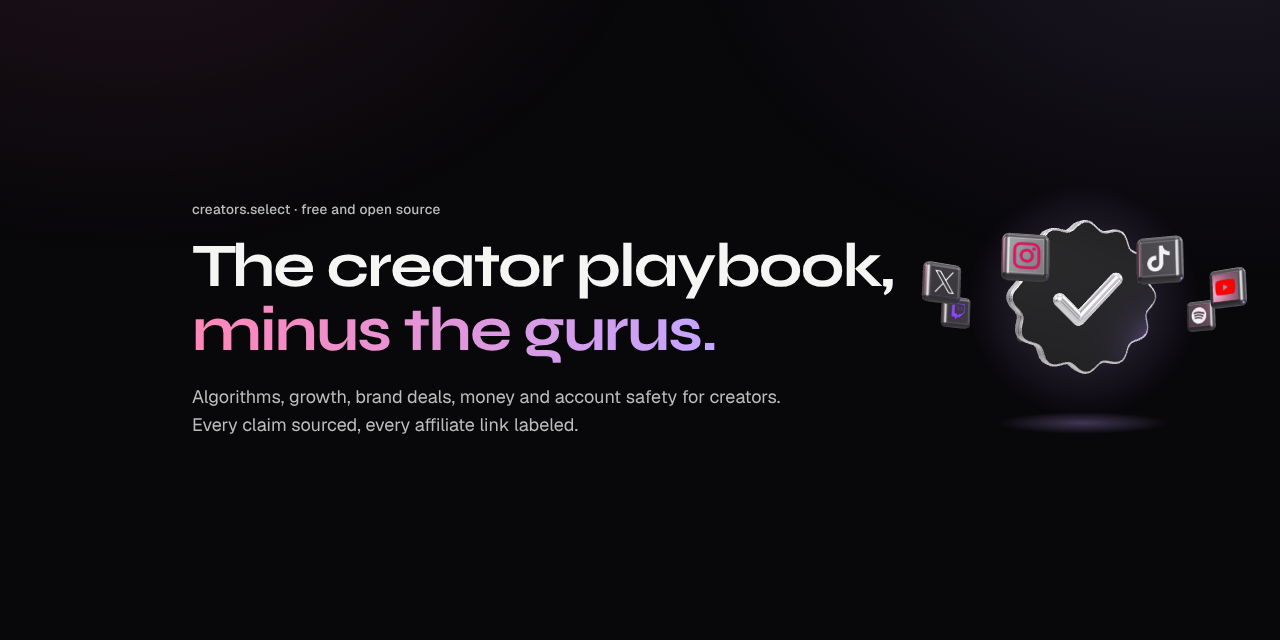 creators.select · free and open source
The creator playbook,
minus the gurus.
Algorithms, growth, brand deals, money and account safety for creators.
Every claim sourced, every affiliate link labeled.